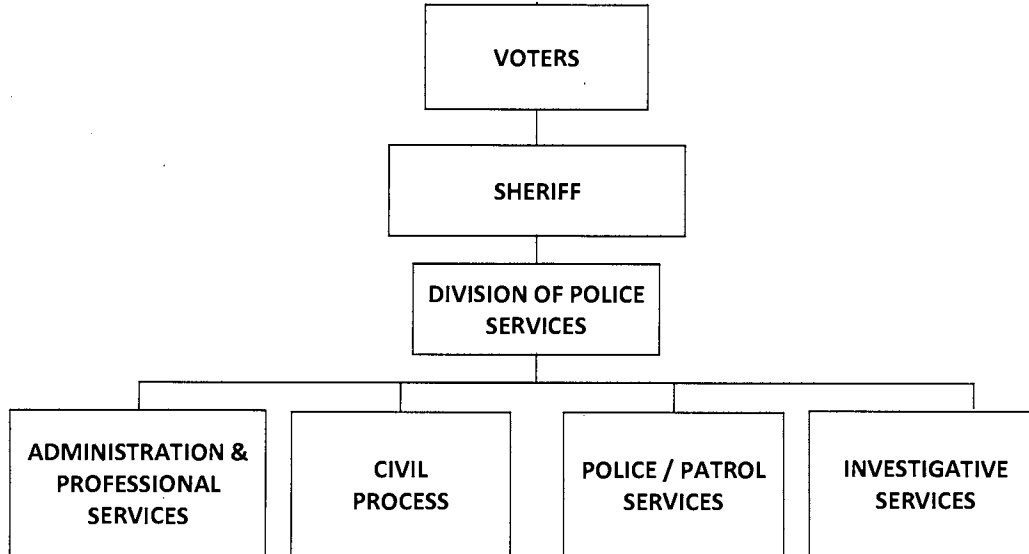 VOTERS
SHERIFF
DIVISION OF POLICE
SERVICES
ADMINISTRATION &
PROFESSIONAL
SERVICES
CIVIL
PROCESS
POLICE / PATROL
SERVICES
INVESTIGATIVE
SERVICES